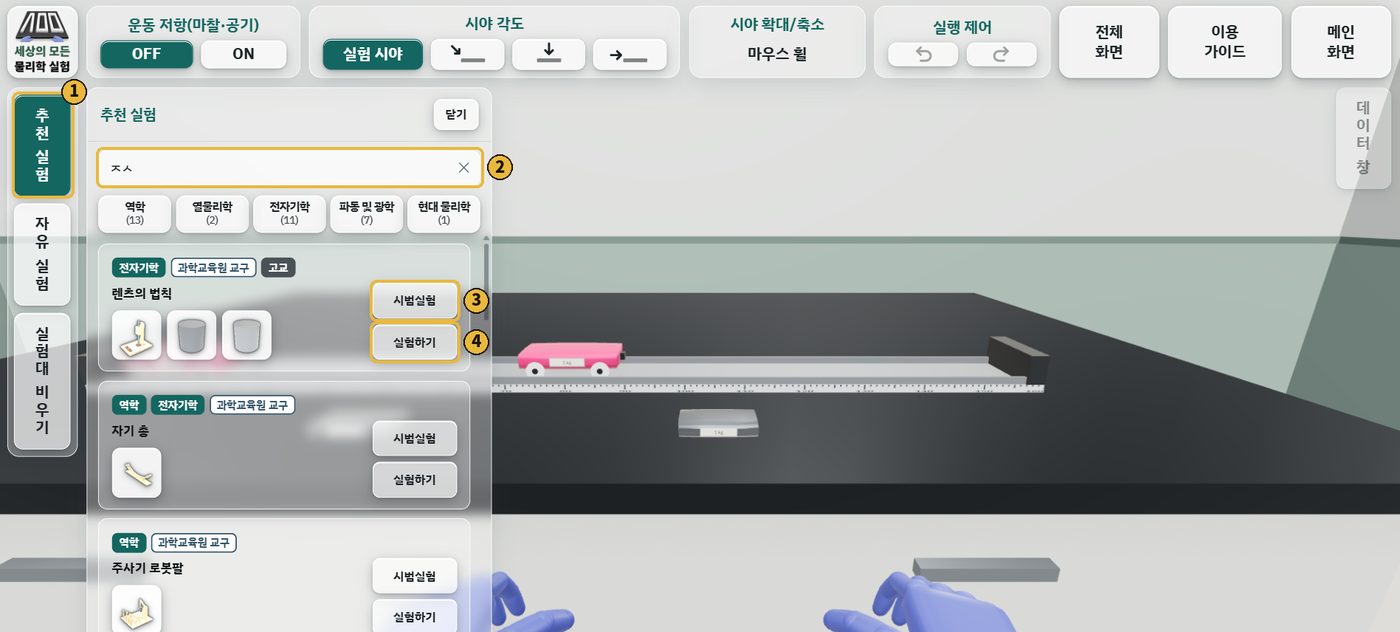 세상의 모든
물리학 실험
운동 저항(마찰·공기)
OFF
ON
시야 각도
실험 시야
시야 확대/축소
마우스 휠
실행 제어
전체
화면
이용
가이드
메인
화면
1
추천 실험
자유 실험
실험대 비우기
추천 실험
닫기
ㅈㅅ
2
역학
(13)
열물리학
(2)
전자기학
(11)
파동 및 광학
(7)
현대 물리학
(1)
전자기학 과학교육원 교구 고교
렌츠의 법칙
시범실험
3
실험하기
4
역학 전자기학 과학교육원 교구
자기 총
시범실험
실험하기
역학 과학교육원 교구
주사기 로봇팔
시범실험
실험하기
데이터 창
1 kg